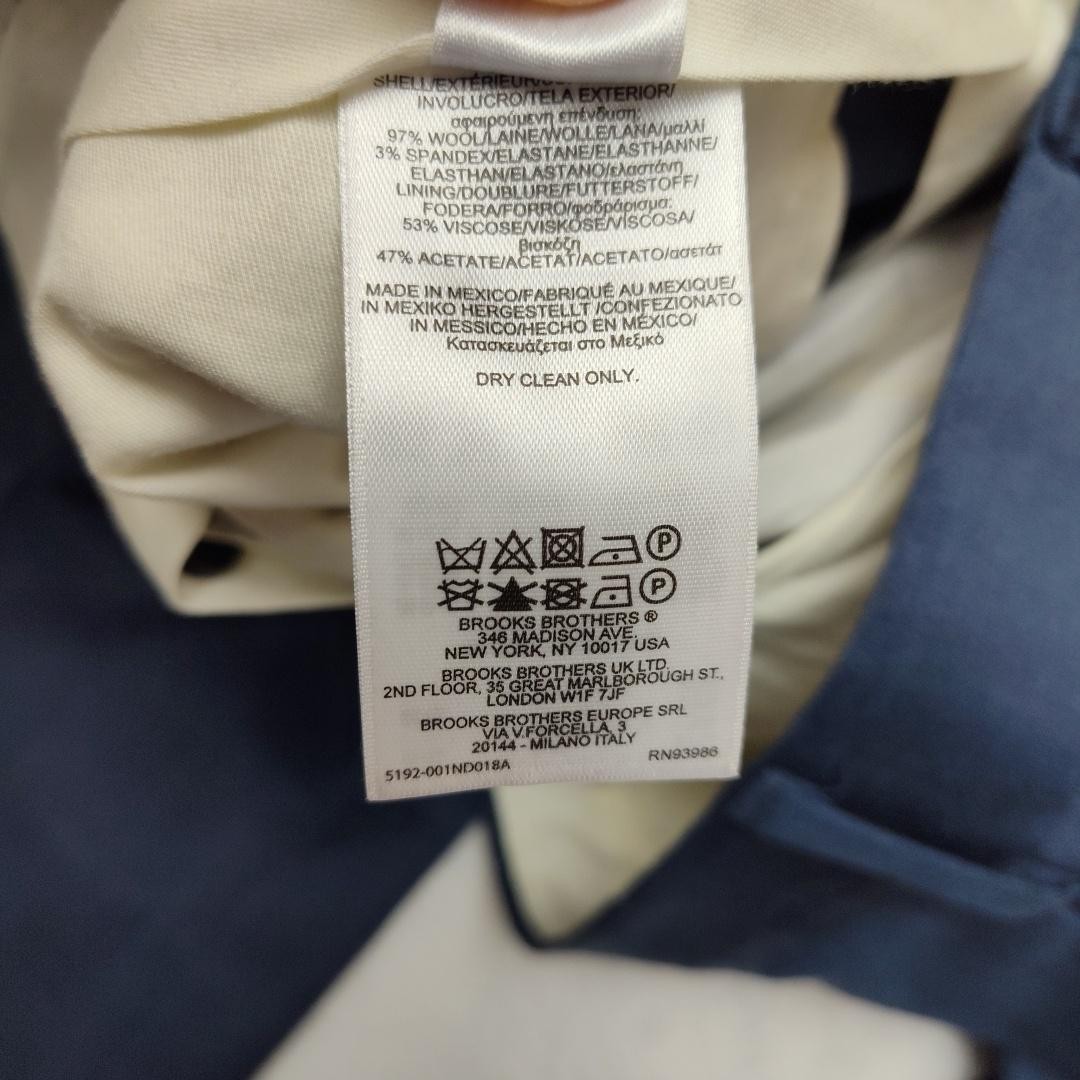 SHELL/EXTÉRIEUR/
INVOLUCRO/TELA EXTERIOR/
αφαιρούμενη επένδυση:
97% WOOL/LAINE/WOLLE/LANA/μαλλί
3% SPANDEX/ELASTANE/ELASTHANNE/
ELASTHAN/ELASTANO/ελαστάνη
LINING/DOUBLURE/FUTTERSTOFF/
FODERA/FORRO/φοδράρισμα:
53% VISCOSE/VISKOSE/VISCOSA/
βισκόζη
47% ACETATE/ACETAT/ACETATO/ασετάτ
MADE IN MEXICO/FABRIQUÉ AU MEXIQUE/
IN MEXIKO HERGESTELLT /CONFEZIONATO
IN MESSICO/HECHO EN MÉXICO/
Κατασκευάζεται στο Μεξικό
DRY CLEAN ONLY.
P
P
BROOKS BROTHERS ®
346 MADISON AVE.
NEW YORK, NY 10017 USA
BROOKS BROTHERS UK LTD.
2ND FLOOR, 35 GREAT MARLBOROUGH ST.,
LONDON W1F 7JF
BROOKS BROTHERS EUROPE SRL
VIA V.FORCELLA, 3
20144 - MILANO ITALY
5192-001ND018A RN93986